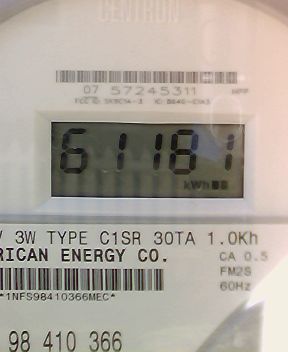 CENTRON
07 57245311
61181
kWh
V 3W TYPE C1SR 30TA 1.0Kh
RICAN ENERGY CO. CA 0.5
FM2S
*1NFS98410366MEC* 60Hz
98 410 366